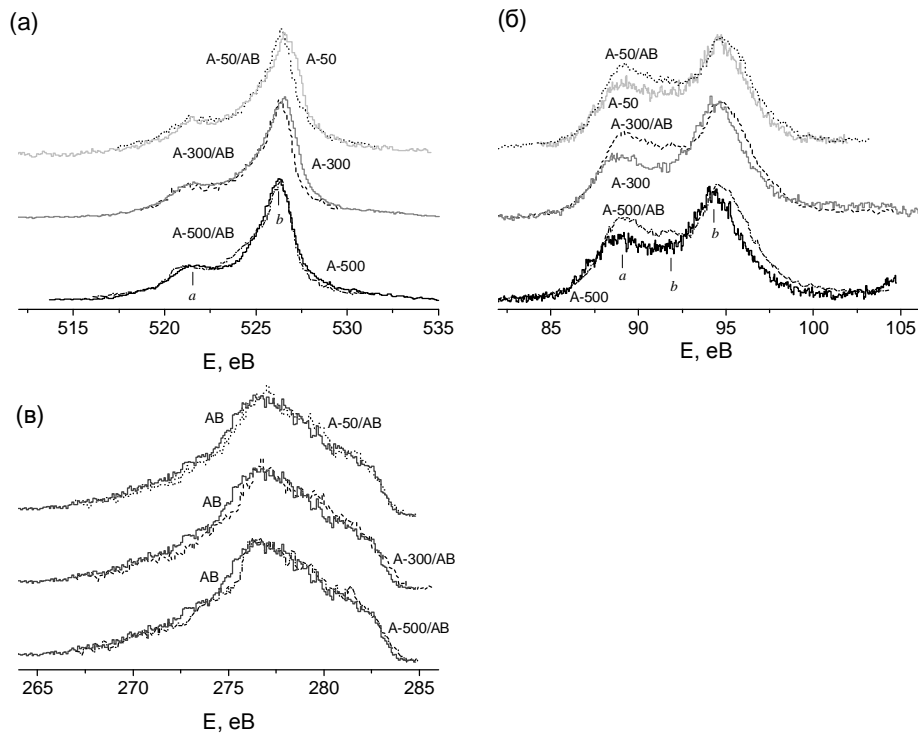 (а)
A-50/AB
A-50
A-300/AB
A-300
A-500/AB
A-500
a
b
515 520 525 530 535
E, eB
(б)
A-50/AB
A-50
A-300/AB
A-300
A-500/AB
A-500
a
b
b
85 90 95 100 105
E, eB
(в)
AB
A-50/AB
AB
A-300/AB
AB
A-500/AB
265 270 275 280 285
E, eB